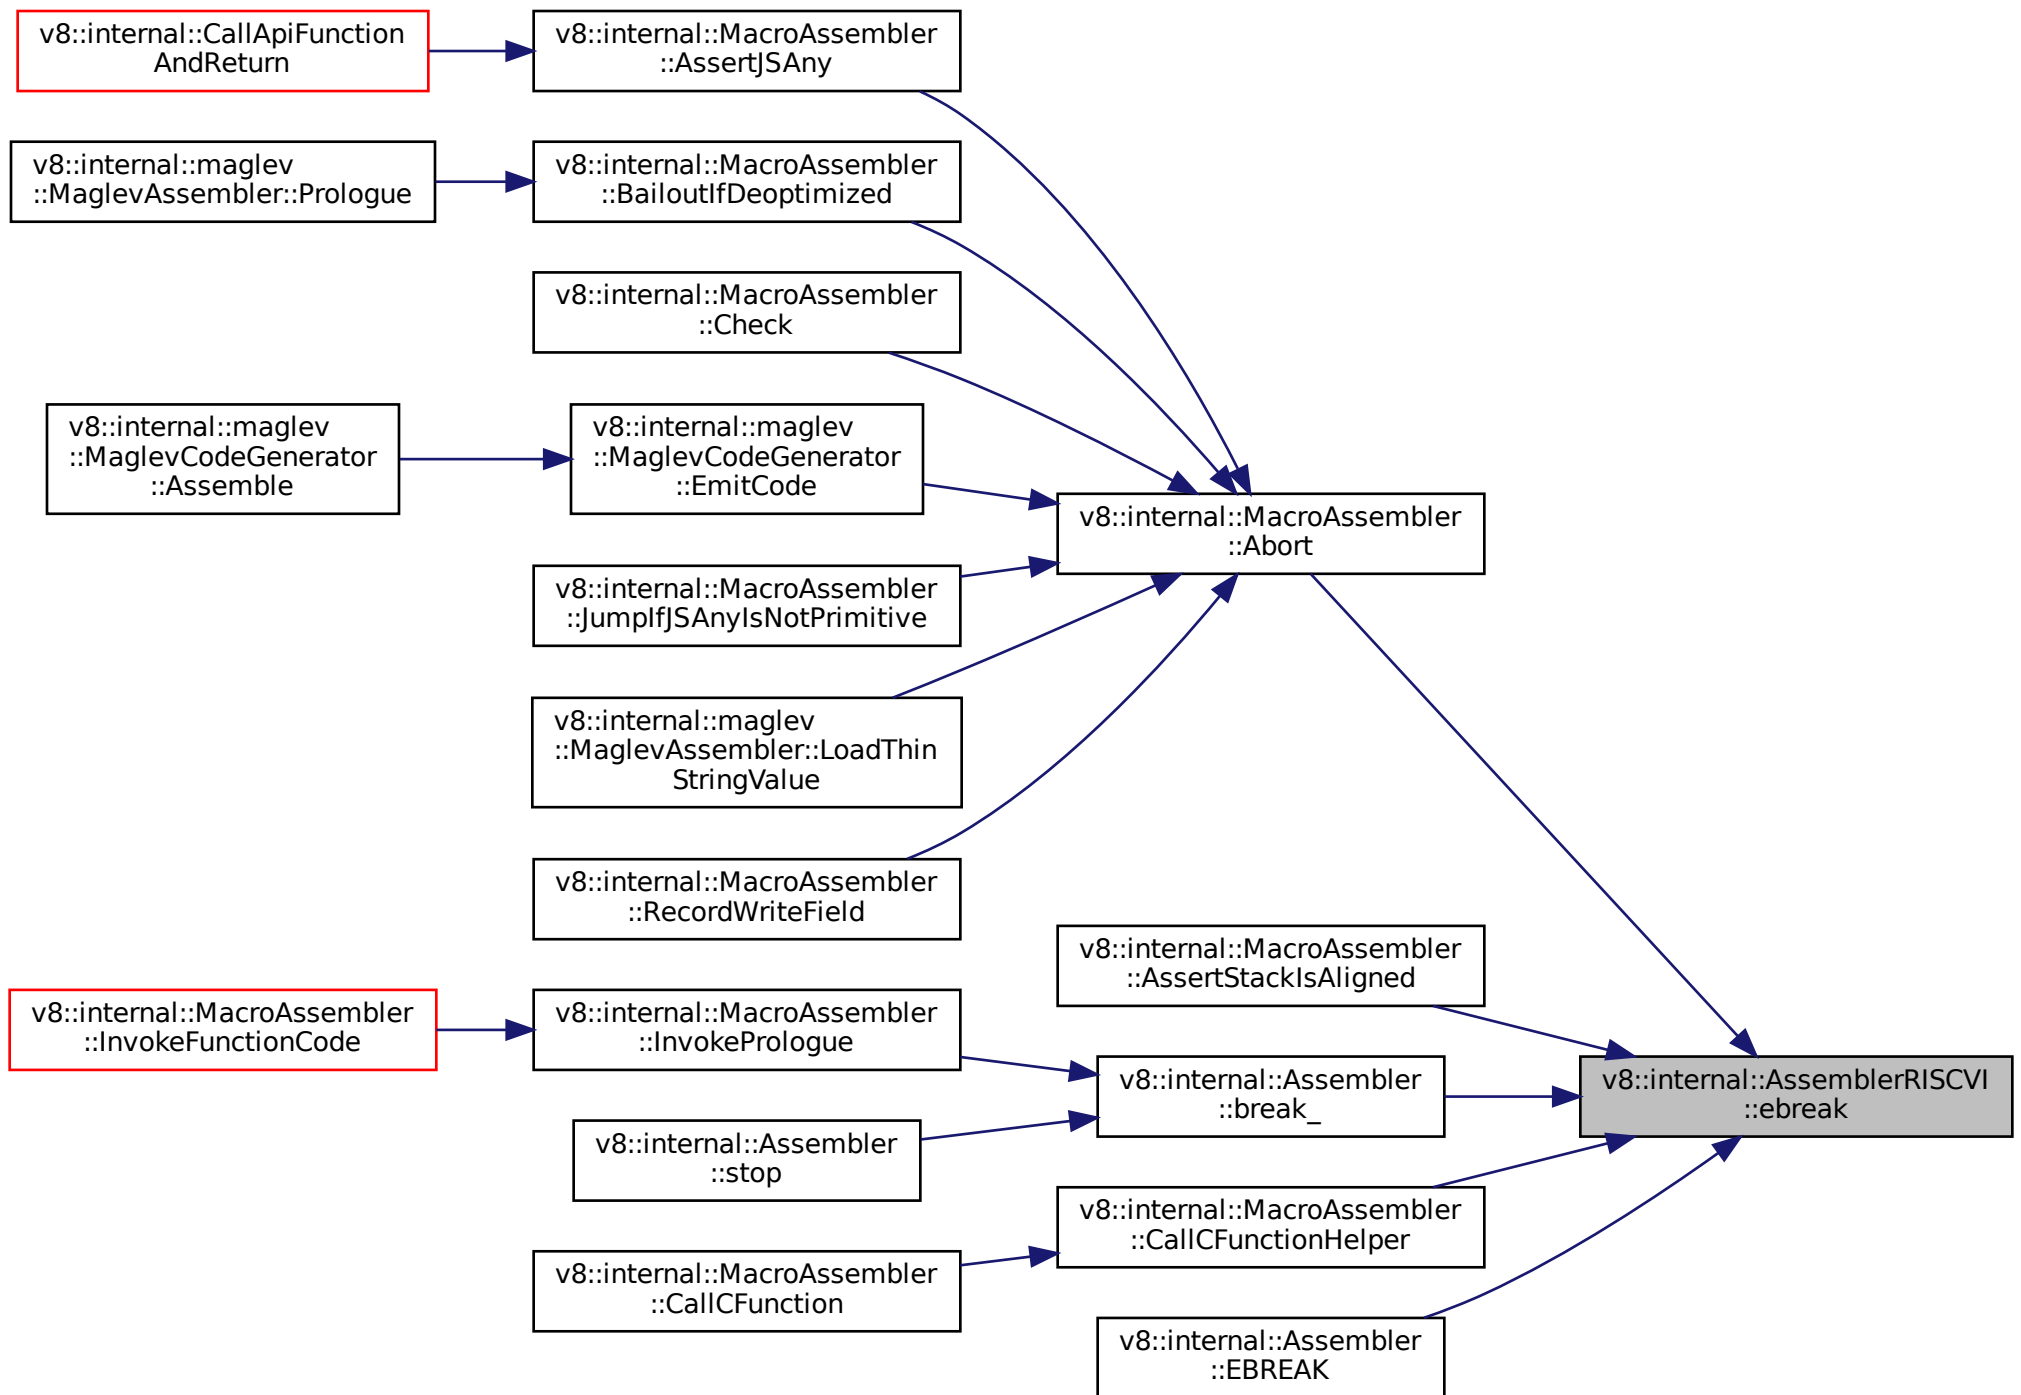 v8::internal::CallApiFunction
AndReturn
v8::internal::MacroAssembler
::AssertJSAny
v8::internal::maglev
::MaglevAssembler::Prologue
v8::internal::MacroAssembler
::BailoutIfDeoptimized
v8::internal::MacroAssembler
::Check
v8::internal::maglev
::MaglevCodeGenerator
::Assemble
v8::internal::maglev
::MaglevCodeGenerator
::EmitCode
v8::internal::MacroAssembler
::Abort
v8::internal::MacroAssembler
::JumpIfJSAnyIsNotPrimitive
v8::internal::maglev
::MaglevAssembler::LoadThin
StringValue
v8::internal::MacroAssembler
::RecordWriteField
v8::internal::MacroAssembler
::AssertStackIsAligned
v8::internal::MacroAssembler
::InvokeFunctionCode
v8::internal::MacroAssembler
::InvokePrologue
v8::internal::Assembler
::break_
v8::internal::AssemblerRISCVI
::ebreak
v8::internal::Assembler
::stop
v8::internal::MacroAssembler
::CallCFunctionHelper
v8::internal::MacroAssembler
::CallCFunction
v8::internal::Assembler
::EBREAK